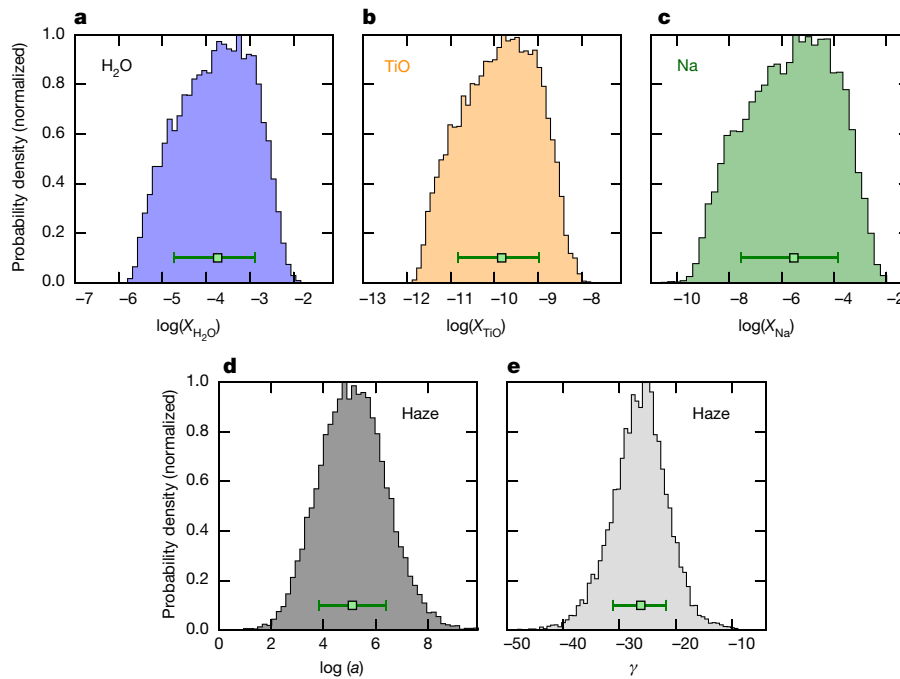 a
b
c
Probability density (normalized)
1.0
0.8
0.6
0.4
0.2
0.0
H₂O
TiO
Na
−7 −6 −5 −4 −3 −2
−13 −12 −11 −10 −9 −8
−10 −8 −6 −4 −2
log(X_H₂O)
log(X_TiO)
log(X_Na)
d
e
Probability density (normalized)
1.0
0.8
0.6
0.4
0.2
0.0
Haze
Haze
0 2 4 6 8
−50 −40 −30 −20 −10
log (a)
γ